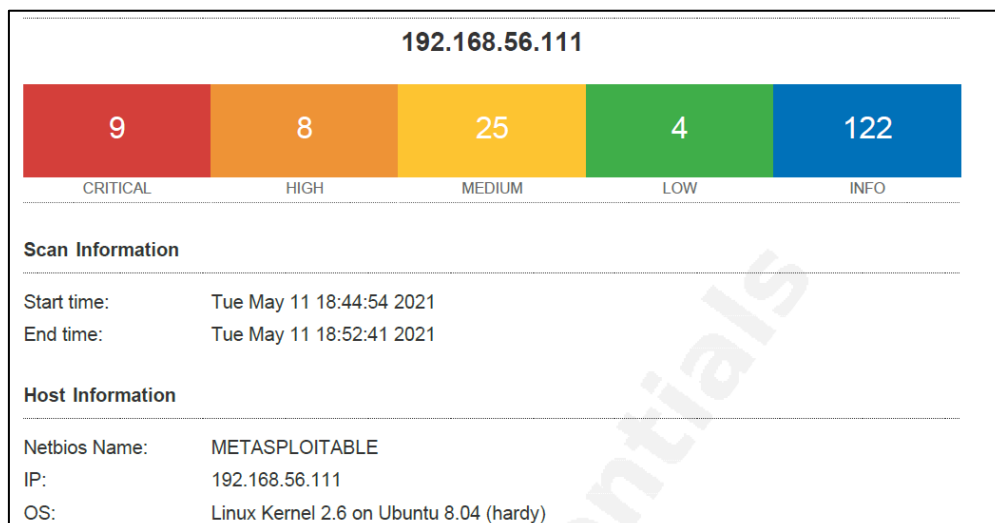 192.168.56.111
9 8 25 4 122
CRITICAL HIGH MEDIUM LOW INFO
Scan Information
Start time: Tue May 11 18:44:54 2021
End time: Tue May 11 18:52:41 2021
Host Information
Netbios Name: METASPLOITABLE
IP: 192.168.56.111
OS: Linux Kernel 2.6 on Ubuntu 8.04 (hardy)
entials